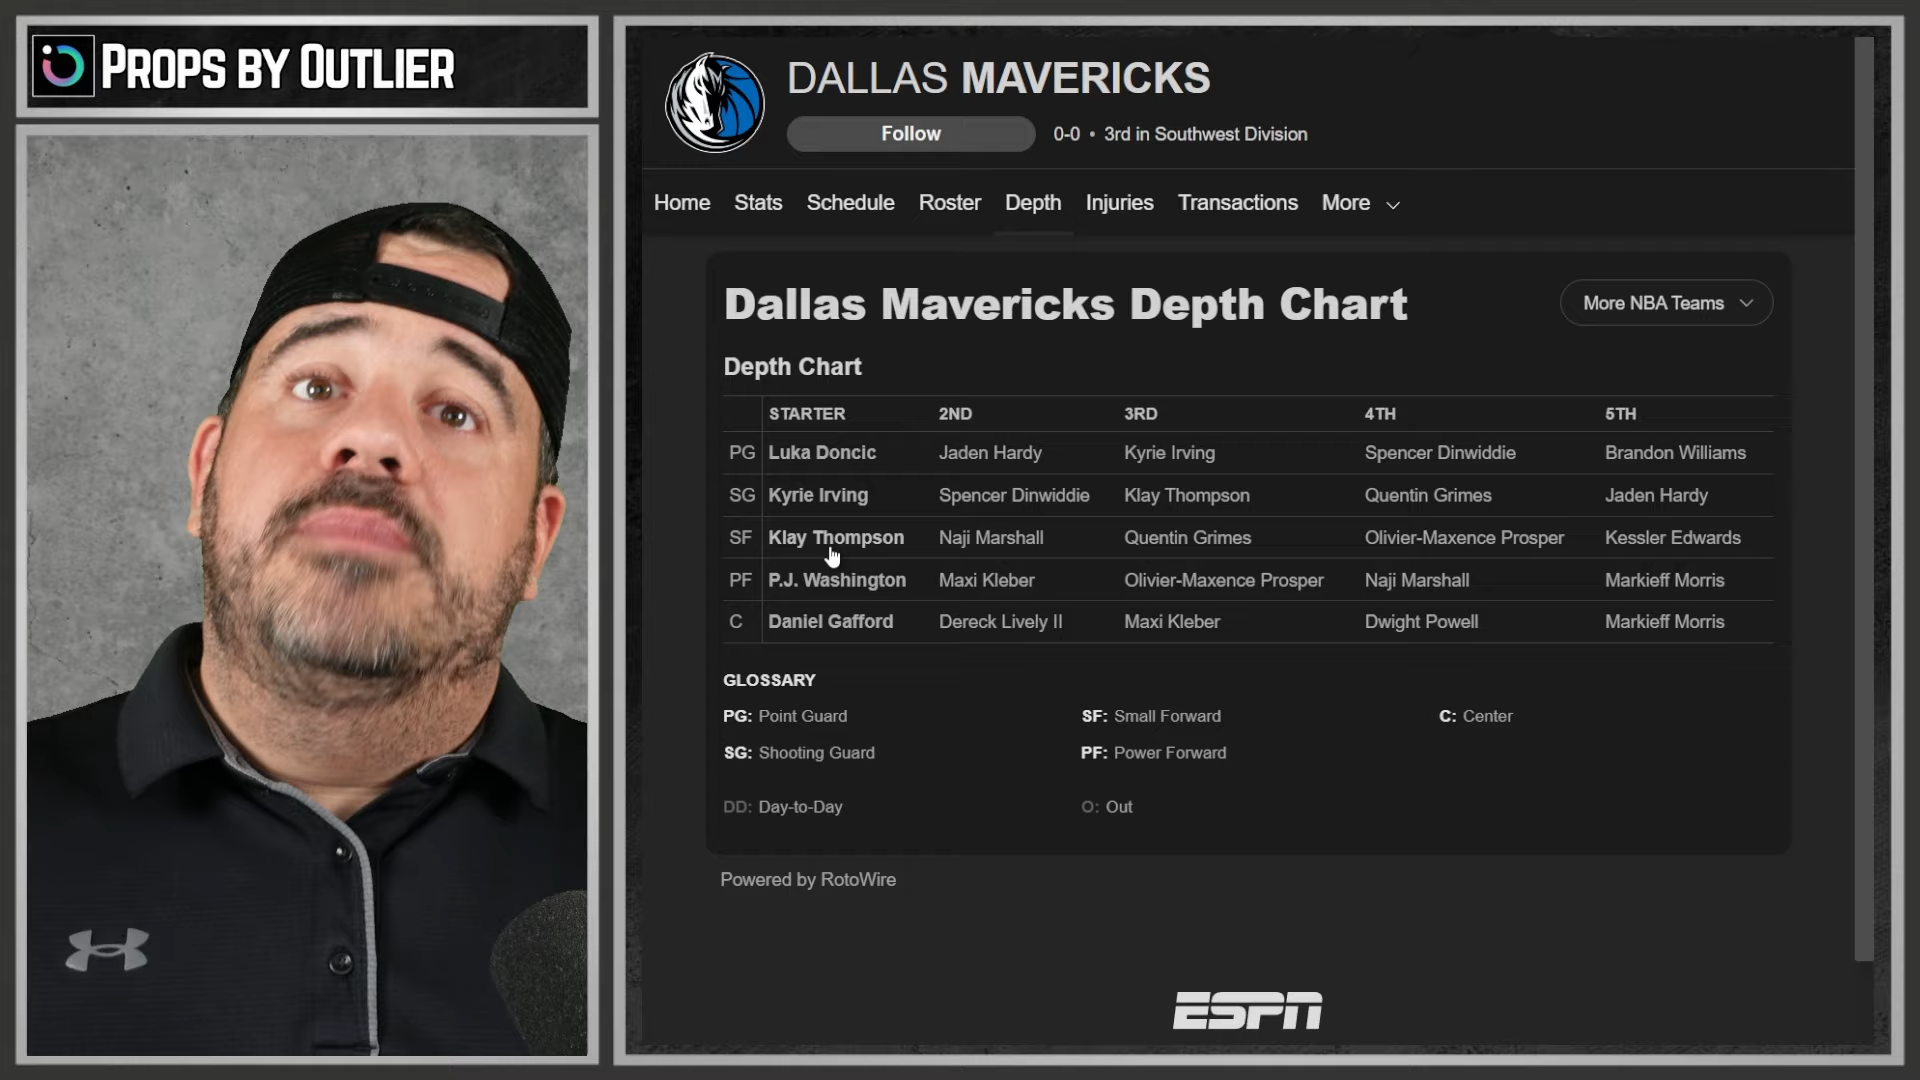 PROPS BY OUTLIER
DALLAS MAVERICKS
Follow
0-0 • 3rd in Southwest Division
Home Stats Schedule Roster Depth Injuries Transactions More
Dallas Mavericks Depth Chart
More NBA Teams
Depth Chart
STARTER 2ND 3RD 4TH 5TH
PG Luka Doncic Jaden Hardy Kyrie Irving Spencer Dinwiddie Brandon Williams
SG Kyrie Irving Spencer Dinwiddie Klay Thompson Quentin Grimes Jaden Hardy
SF Klay Thompson Naji Marshall Quentin Grimes Olivier-Maxence Prosper Kessler Edwards
PF P.J. Washington Maxi Kleber Olivier-Maxence Prosper Naji Marshall Markieff Morris
C Daniel Gafford Dereck Lively II Maxi Kleber Dwight Powell Markieff Morris
GLOSSARY
PG: Point Guard SF: Small Forward C: Center
SG: Shooting Guard PF: Power Forward
DD: Day-to-Day O: Out
Powered by RotoWire
ESPN